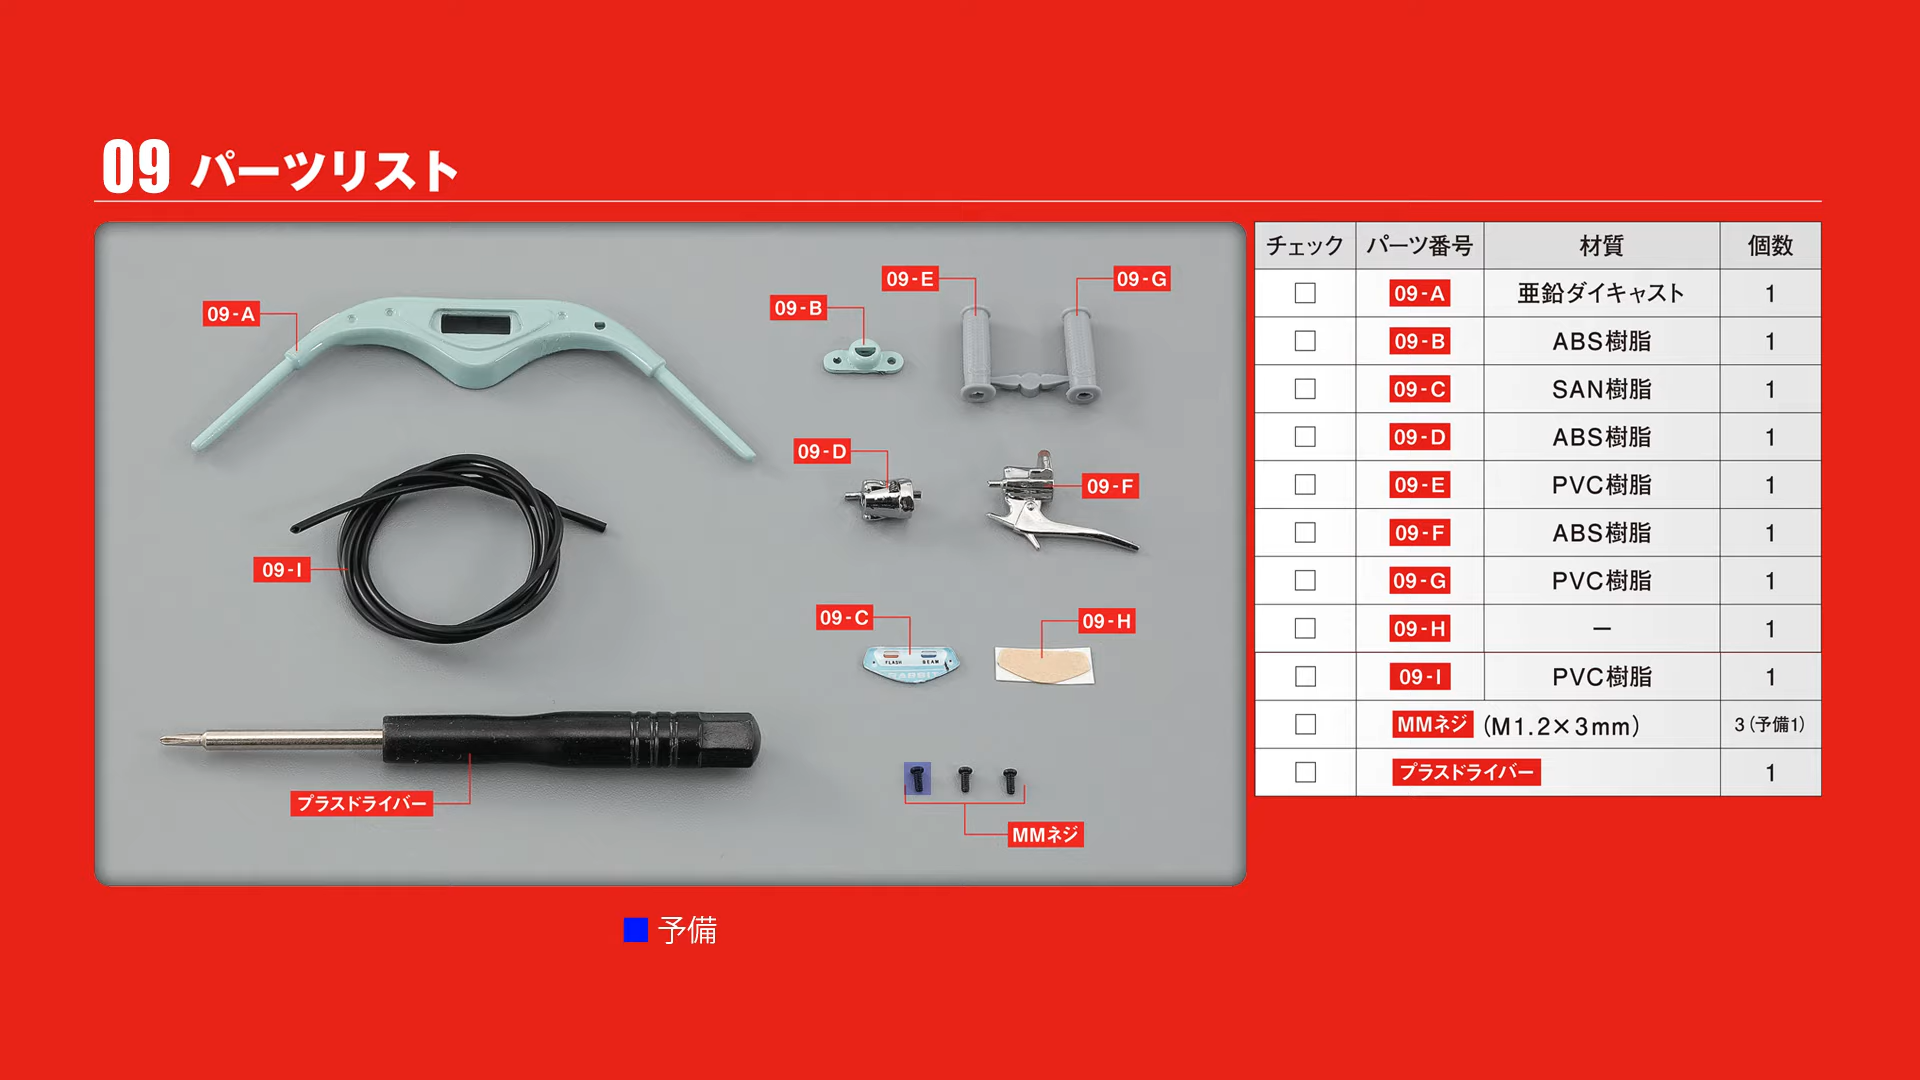 09 パーツリスト
09-A
09-B
09-E
09-G
09-D
09-F
09-I
09-C
09-H
FLASH BEAM
RABBIT
プラスドライバー
MMネジ
予備
チェック パーツ番号 材質 個数
□ 09-A 亜鉛ダイキャスト 1
□ 09-B ABS樹脂 1
□ 09-C SAN樹脂 1
□ 09-D ABS樹脂 1
□ 09-E PVC樹脂 1
□ 09-F ABS樹脂 1
□ 09-G PVC樹脂 1
□ 09-H ー 1
□ 09-I PVC樹脂 1
□ MMネジ (M1.2×3mm) 3(予備1)
□ プラスドライバー 1